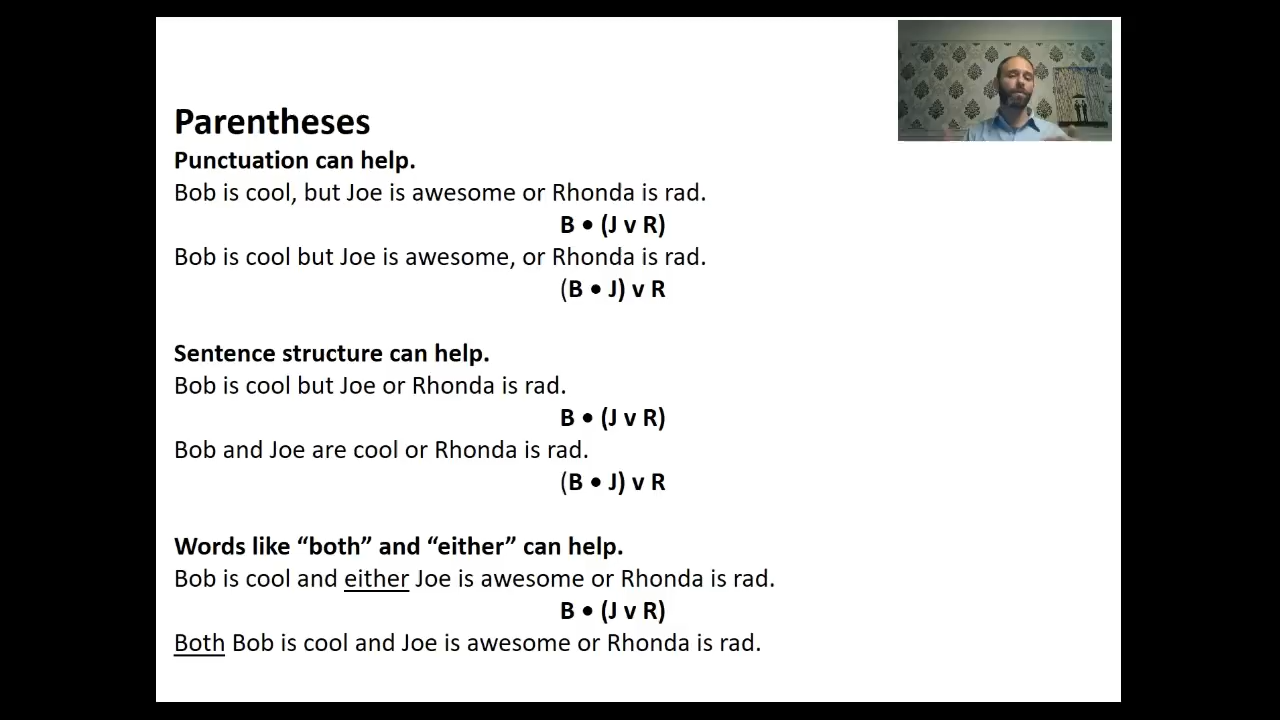 Parentheses
Punctuation can help.
Bob is cool, but Joe is awesome or Rhonda is rad.
B • (J v R)
Bob is cool but Joe is awesome, or Rhonda is rad.
(B • J) v R
Sentence structure can help.
Bob is cool but Joe or Rhonda is rad.
B • (J v R)
Bob and Joe are cool or Rhonda is rad.
(B • J) v R
Words like “both” and “either” can help.
Bob is cool and either Joe is awesome or Rhonda is rad.
B • (J v R)
Both Bob is cool and Joe is awesome or Rhonda is rad.